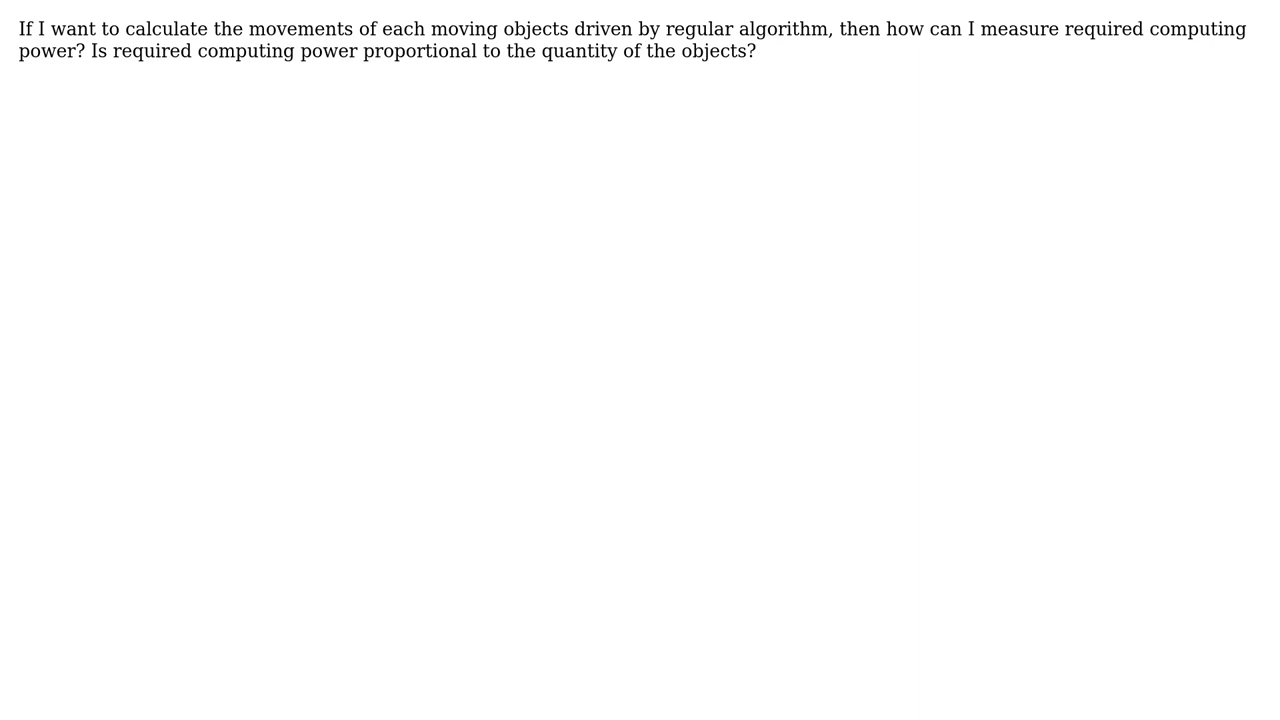 If I want to calculate the movements of each moving objects driven by regular algorithm, then how can I measure required computing
power? Is required computing power proportional to the quantity of the objects?